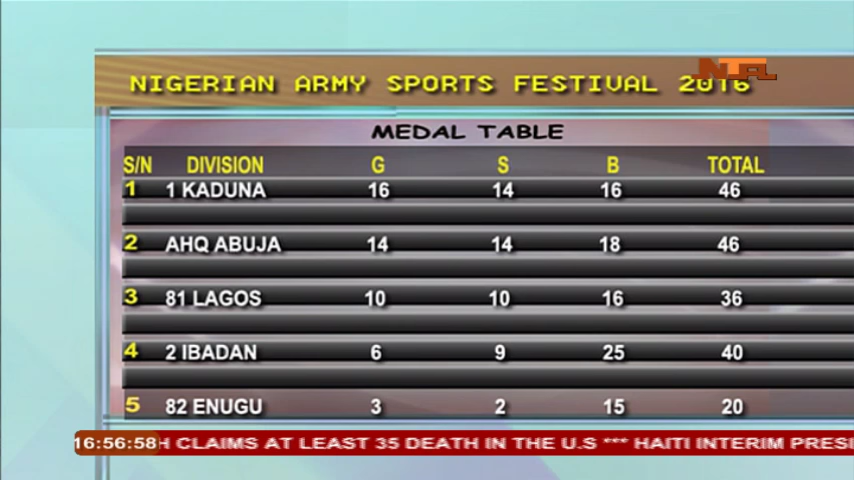 NTA
NIGERIAN ARMY SPORTS FESTIVAL 2016
MEDAL TABLE
S/N DIVISION G S B TOTAL
1 1 KADUNA 16 14 16 46
2 AHQ ABUJA 14 14 18 46
3 81 LAGOS 10 10 16 36
4 2 IBADAN 6 9 25 40
5 82 ENUGU 3 2 15 20
16:56:58 H CLAIMS AT LEAST 35 DEATH IN THE U.S *** HAITI INTERIM PRESI